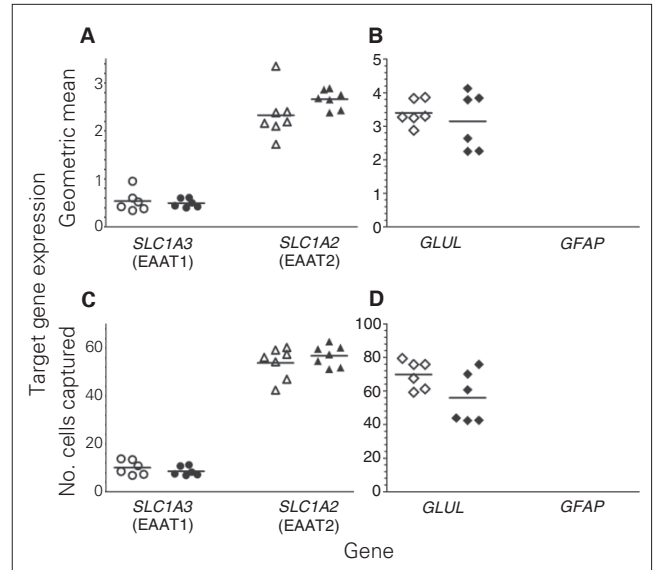 A
B
Target gene expression
Geometric mean
3
2
1
0
5
4
3
2
1
0
SLC1A3
(EAAT1)
SLC1A2
(EAAT2)
GLUL
GFAP
C
D
No. cells captured
60
40
20
0
100
80
60
40
20
0
SLC1A3
(EAAT1)
SLC1A2
(EAAT2)
GLUL
GFAP
Gene